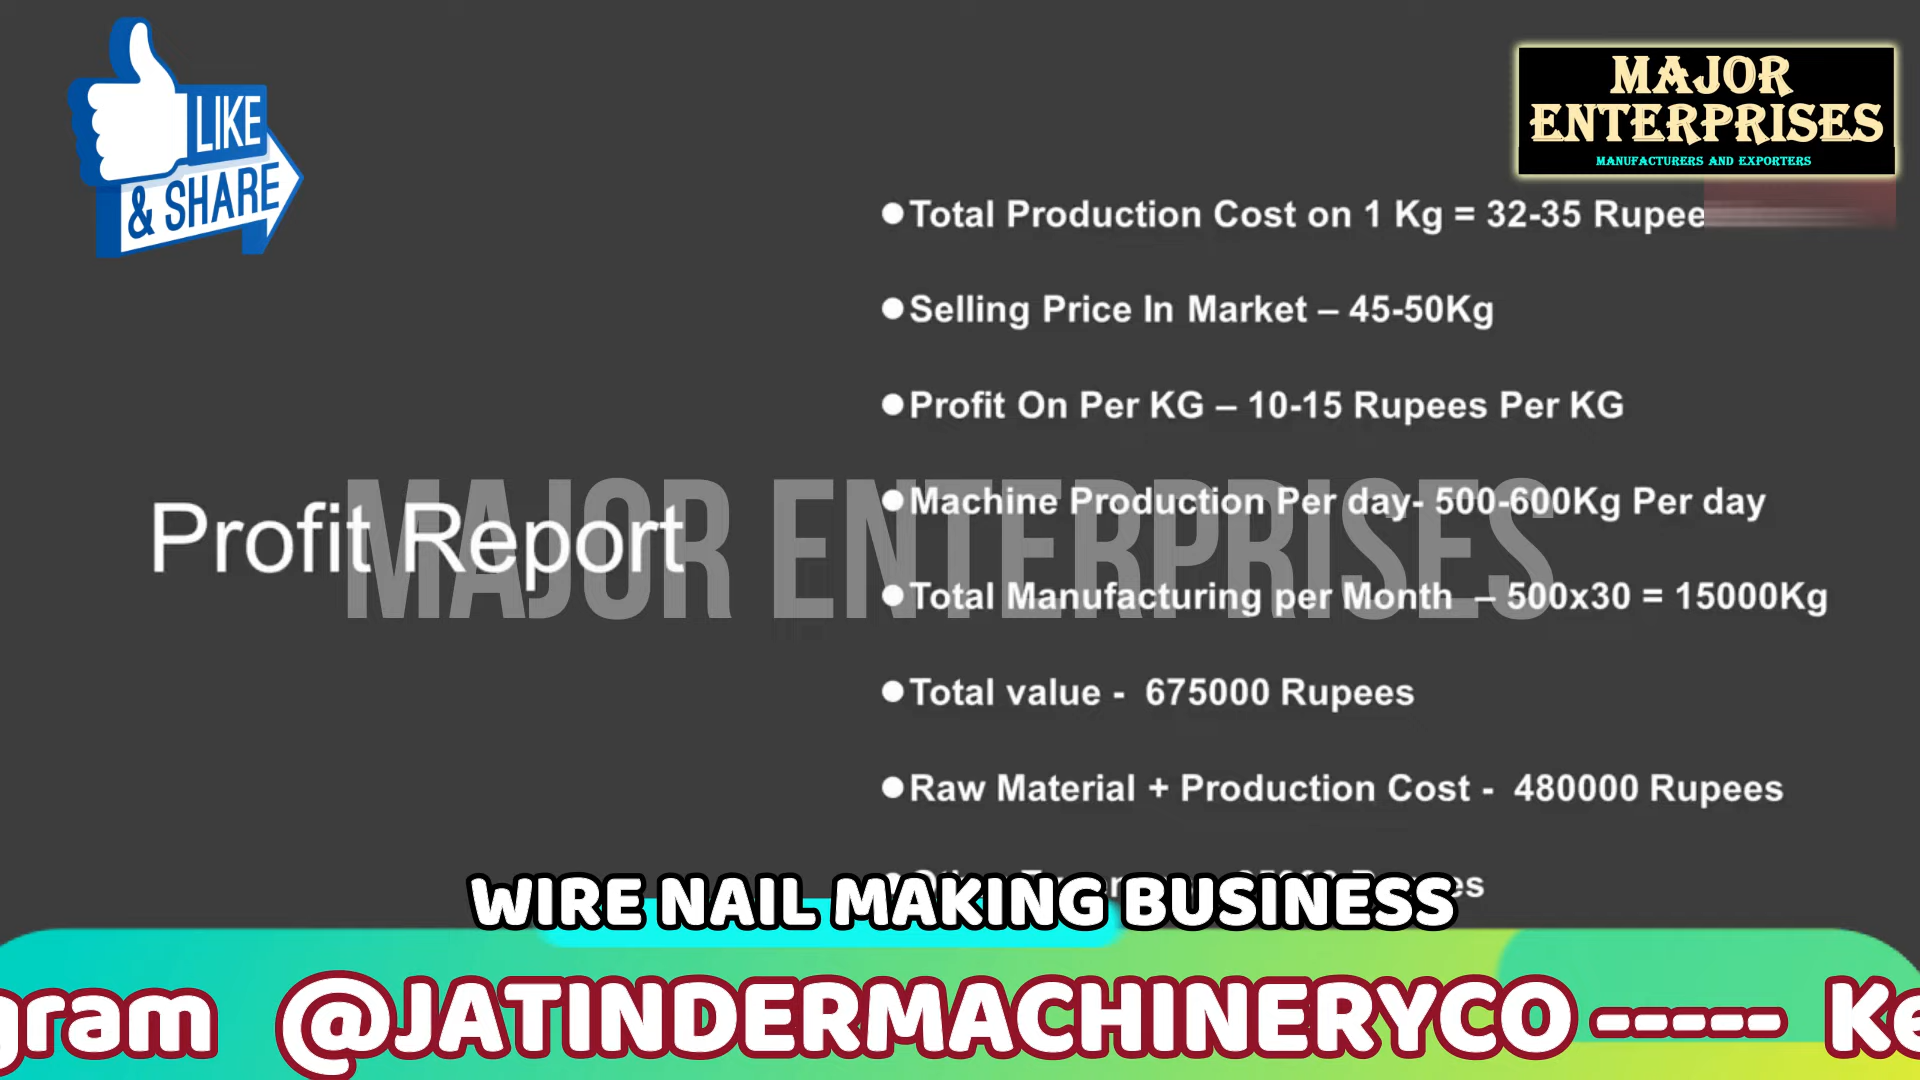 LIKE
& SHARE
MAJOR
ENTERPRISES
MANUFACTURERS AND EXPORTERS
●Total Production Cost on 1 Kg = 32-35 Rupee
●Selling Price In Market – 45-50Kg
●Profit On Per KG – 10-15 Rupees Per KG
●Machine Production Per day- 500-600Kg Per day
Profit Report
MAJOR ENTERPRISES
●Total Manufacturing per Month – 500x30 = 15000Kg
●Total value - 675000 Rupees
●Raw Material + Production Cost - 480000 Rupees
WIRE NAIL MAKING BUSINESS
gram @JATINDERMACHINERYCO ----- Ke